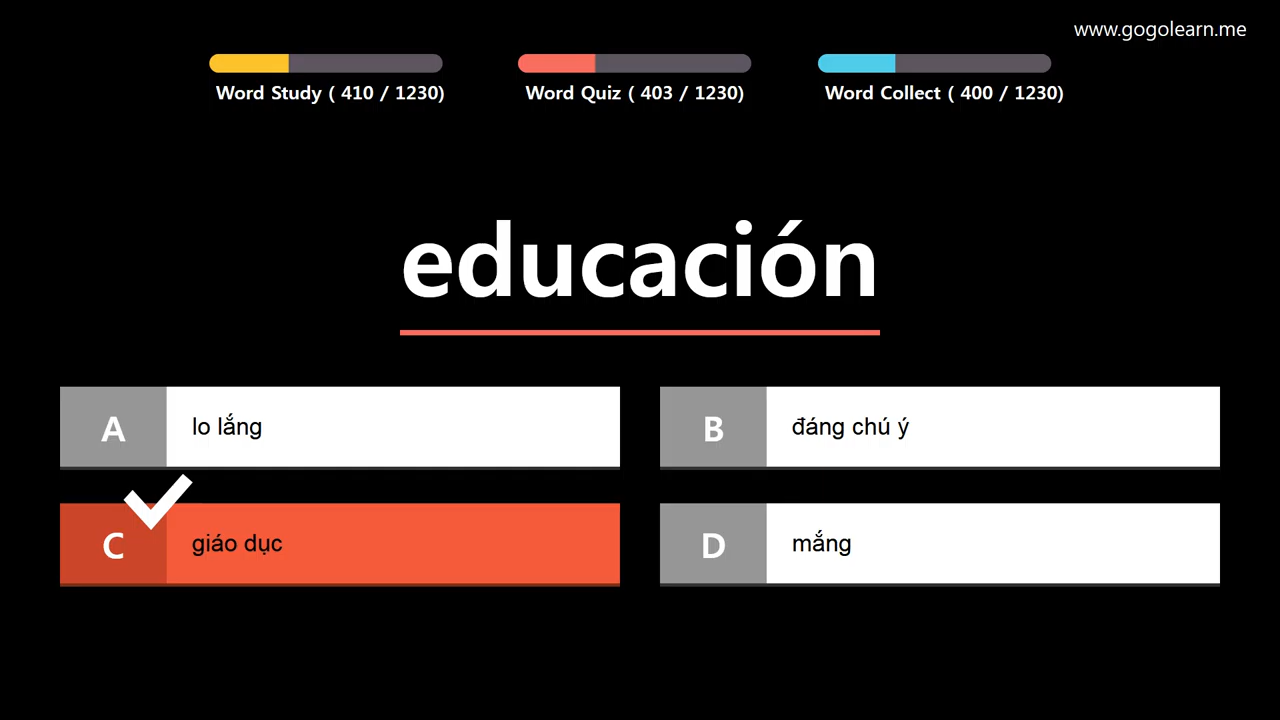 www.gogolearn.me
Word Study ( 410 / 1230)
Word Quiz ( 403 / 1230)
Word Collect ( 400 / 1230)
educación
A
lo lắng
B
đáng chú ý
C
giáo dục
D
mắng